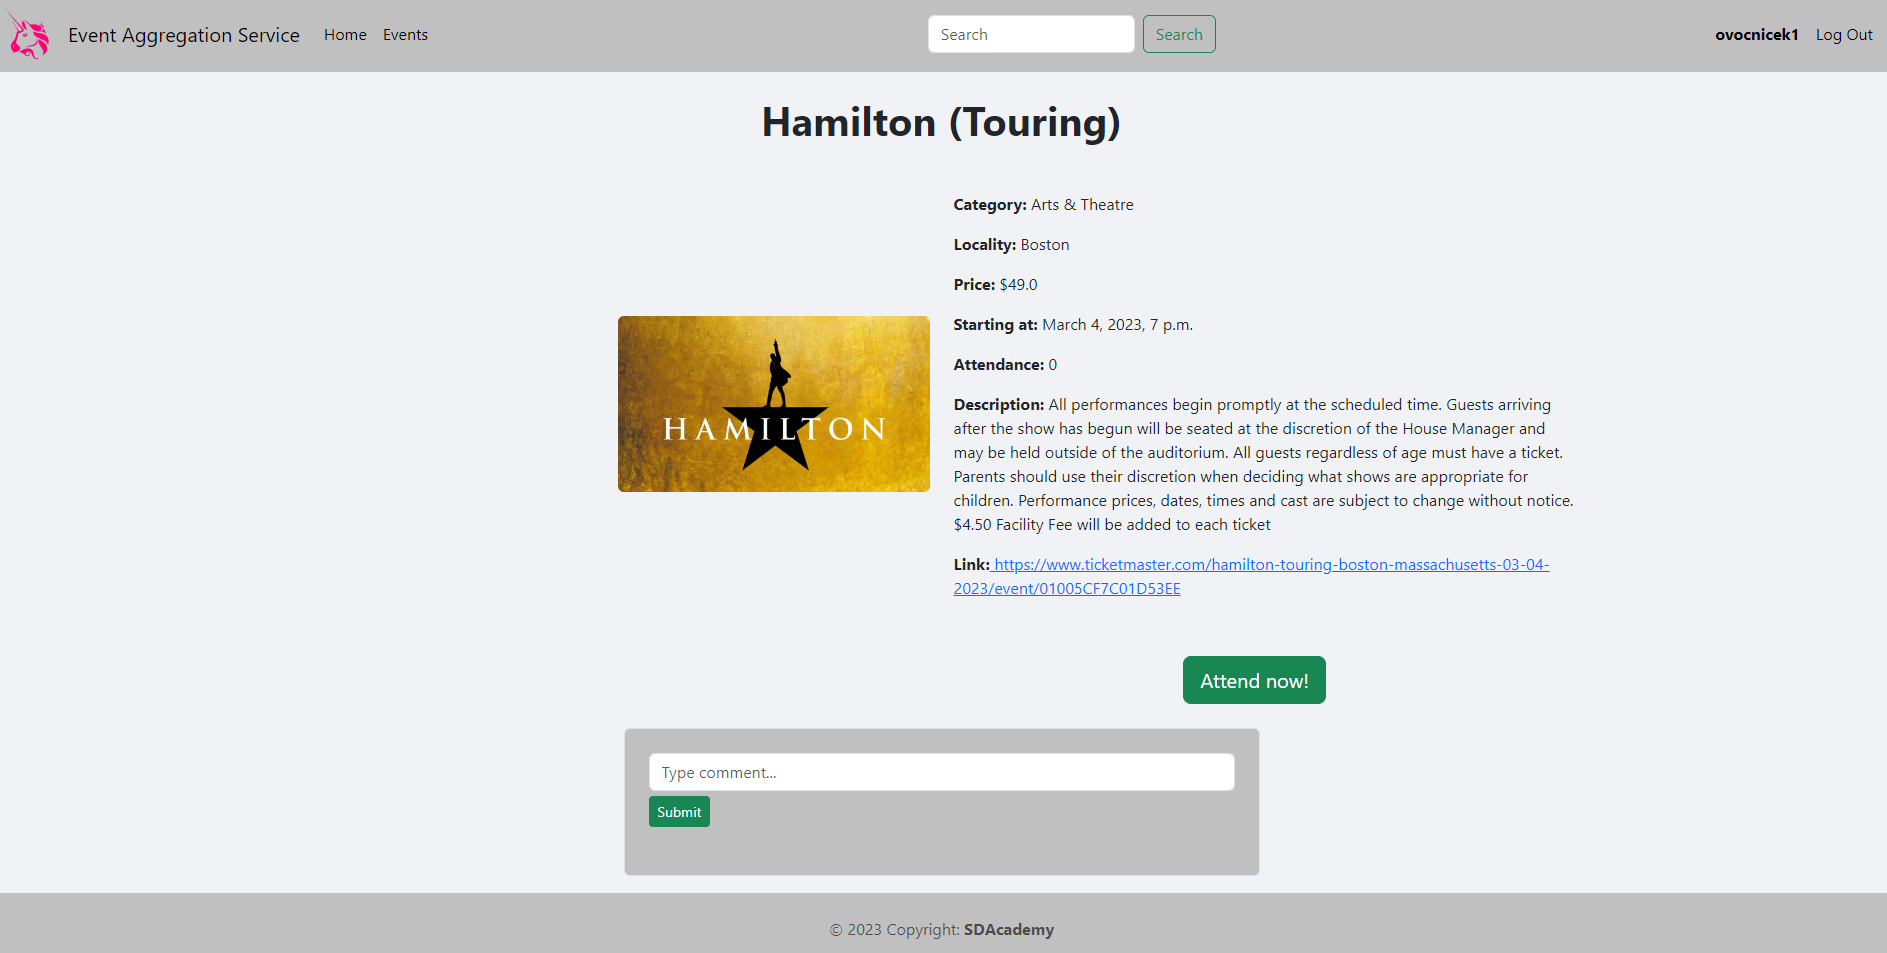 Event Aggregation Service Home Events Search Search ovocnicek1 Log Out
Hamilton (Touring)
Category: Arts & Theatre
Locality: Boston
Price: $49.0
Starting at: March 4, 2023, 7 p.m.
Attendance: 0
HAMILTON
Description: All performances begin promptly at the scheduled time. Guests arriving
after the show has begun will be seated at the discretion of the House Manager and
may be held outside of the auditorium. All guests regardless of age must have a ticket.
Parents should use their discretion when deciding what shows are appropriate for
children. Performance prices, dates, times and cast are subject to change without notice.
$4.50 Facility Fee will be added to each ticket
Link: https://www.ticketmaster.com/hamilton-touring-boston-massachusetts-03-04-
2023/event/01005CF7C01D53EE
Attend now!
Type comment...
Submit
© 2023 Copyright: SDAcademy